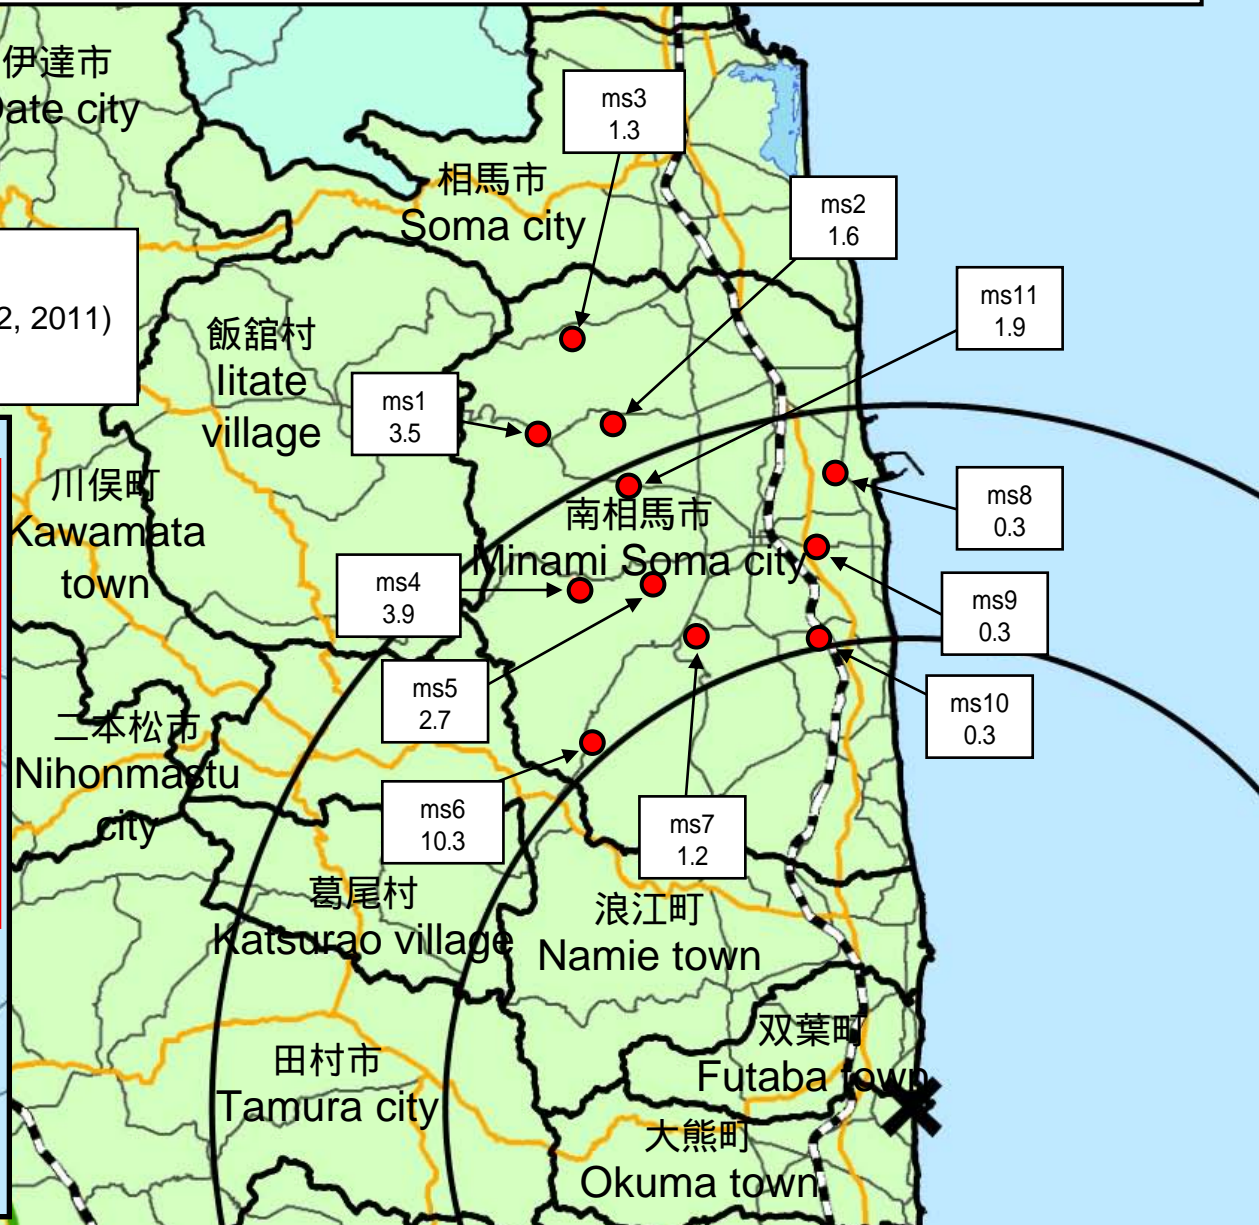 伊達市
Date city
ms3
1.3
相馬市
Soma city
ms2
1.6
2, 2011)
ms11
1.9
飯舘村
Iitate
village
ms1
3.5
川俣町
Kawamata
town
ms8
0.3
南相馬市
Minami Soma city
ms4
3.9
ms9
0.3
ms5
2.7
ms10
0.3
二本松市
Nihonmastu
city
ms6
10.3
ms7
1.2
葛尾村
Katsurao village
浪江町
Namie town
双葉町
Futaba town
田村市
Tamura city
大熊町
Okuma town